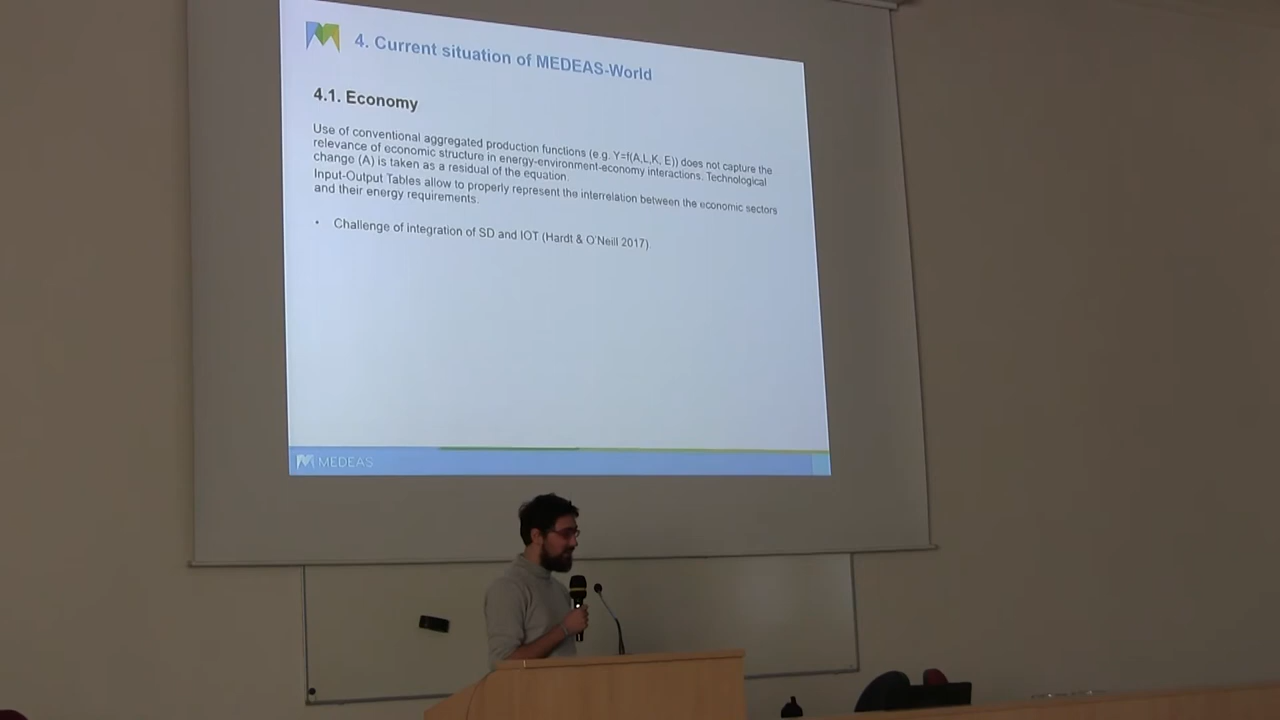 4. Current situation of MEDEAS-World
4.1. Economy
Use of conventional aggregated production functions (e.g. Y=f(A,L,K, E)) does not capture the
relevance of economic structure in energy-environment-economy interactions. Technological
change (A) is taken as a residual of the equation.
Input-Output Tables allow to properly represent the interrelation between the economic sectors
and their energy requirements.
• Challenge of integration of SD and IOT (Hardt & O'Neill 2017).
MEDEAS